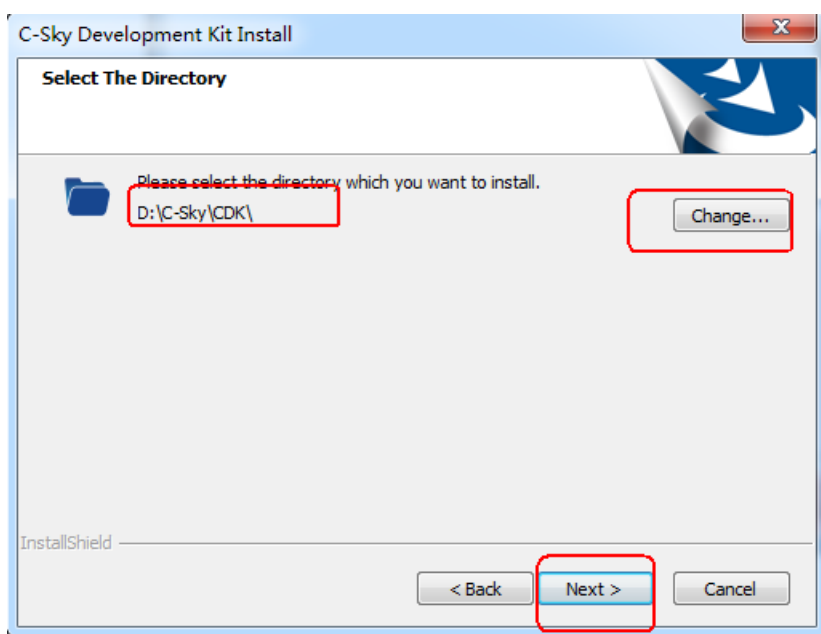 C-Sky Development Kit Install
Select The Directory
Please select the directory which you want to install.
D:\C-Sky\CDK\
Change...
InstallShield
< Back
Next >
Cancel